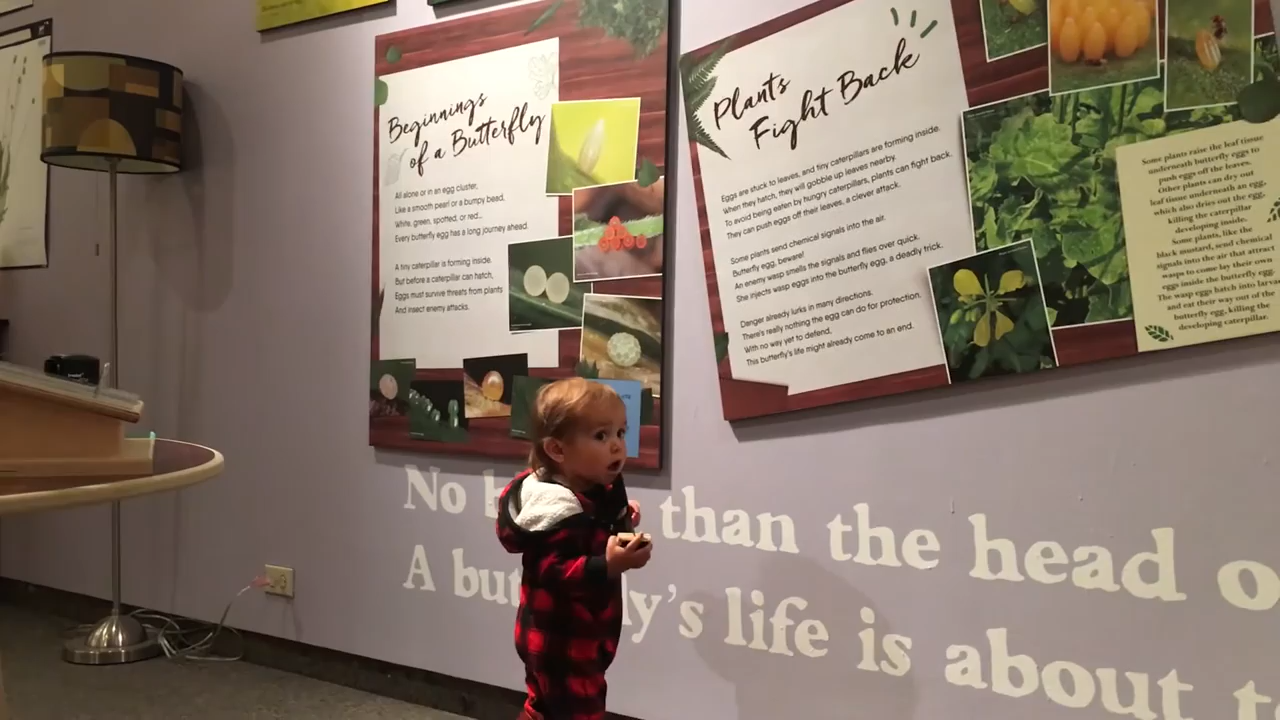 Beginnings
of a Butterfly
All alone or in an egg cluster,
Like a smooth pearl or a bumpy bead,
White, green, spotted, or red...
Every butterfly egg has a long journey ahead.
A tiny caterpillar is forming inside.
But before a caterpillar can hatch,
Eggs must survive threats from plants
And insect enemy attacks.
Plants
Fight Back
Eggs are stuck to leaves, and tiny caterpillars are forming inside.
When they hatch, they will gobble up leaves nearby.
To avoid being eaten by hungry caterpillars, plants can fight back.
They can push eggs off their leaves, a clever attack.
Some plants send chemical signals into the air.
Butterfly egg, beware!
An enemy wasp smells the signals and flies over quick.
She injects wasp eggs into the butterfly egg, a deadly trick.
Danger already lurks in many directions.
There's really nothing the egg can do for protection.
With no way yet to defend,
This butterfly's life might already come to an end.
Some plants raise the leaf tissue
underneath butterfly eggs to
push eggs off the leaves.
Other plants can dry out
leaf tissue underneath an egg,
which also dries out the egg,
killing the caterpillar
developing inside.
Some plants, like the
black mustard, send chemical
signals into the air that attract
wasps to come lay their own
eggs inside the butterfly egg.
The wasp eggs hatch into larvae
and eat their way out of the
butterfly egg, killing the
developing caterpillar.
No than the head
A life is about